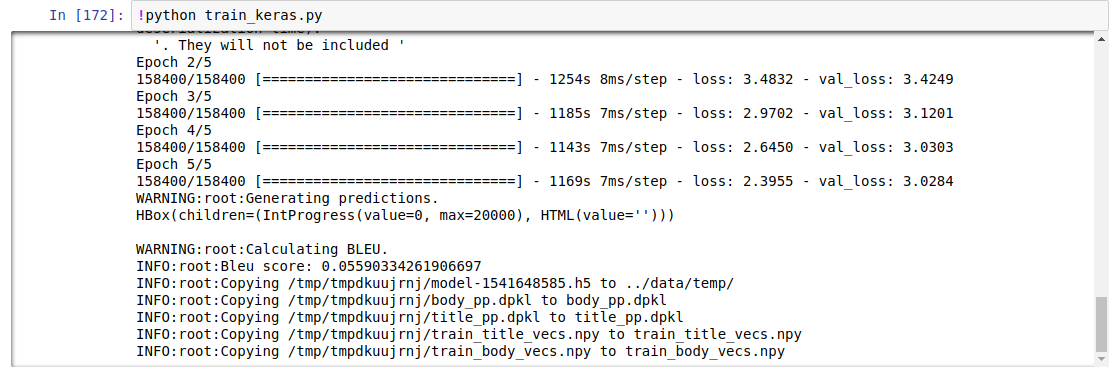 In [172]: !python train_keras.py
deserialization time).
  '. They will not be included '
Epoch 2/5
158400/158400 [==============================] - 1254s 8ms/step - loss: 3.4832 - val_loss: 3.4249
Epoch 3/5
158400/158400 [==============================] - 1185s 7ms/step - loss: 2.9702 - val_loss: 3.1201
Epoch 4/5
158400/158400 [==============================] - 1143s 7ms/step - loss: 2.6450 - val_loss: 3.0303
Epoch 5/5
158400/158400 [==============================] - 1169s 7ms/step - loss: 2.3955 - val_loss: 3.0284
WARNING:root:Generating predictions.
HBox(children=(IntProgress(value=0, max=20000), HTML(value='')))
WARNING:root:Calculating BLEU.
INFO:root:Bleu score: 0.05590334261906697
INFO:root:Copying /tmp/tmpdkuujrnj/model-1541648585.h5 to ../data/temp/
INFO:root:Copying /tmp/tmpdkuujrnj/body_pp.dpkl to body_pp.dpkl
INFO:root:Copying /tmp/tmpdkuujrnj/title_pp.dpkl to title_pp.dpkl
INFO:root:Copying /tmp/tmpdkuujrnj/train_title_vecs.npy to train_title_vecs.npy
INFO:root:Copying /tmp/tmpdkuujrnj/train_body_vecs.npy to train_body_vecs.npy